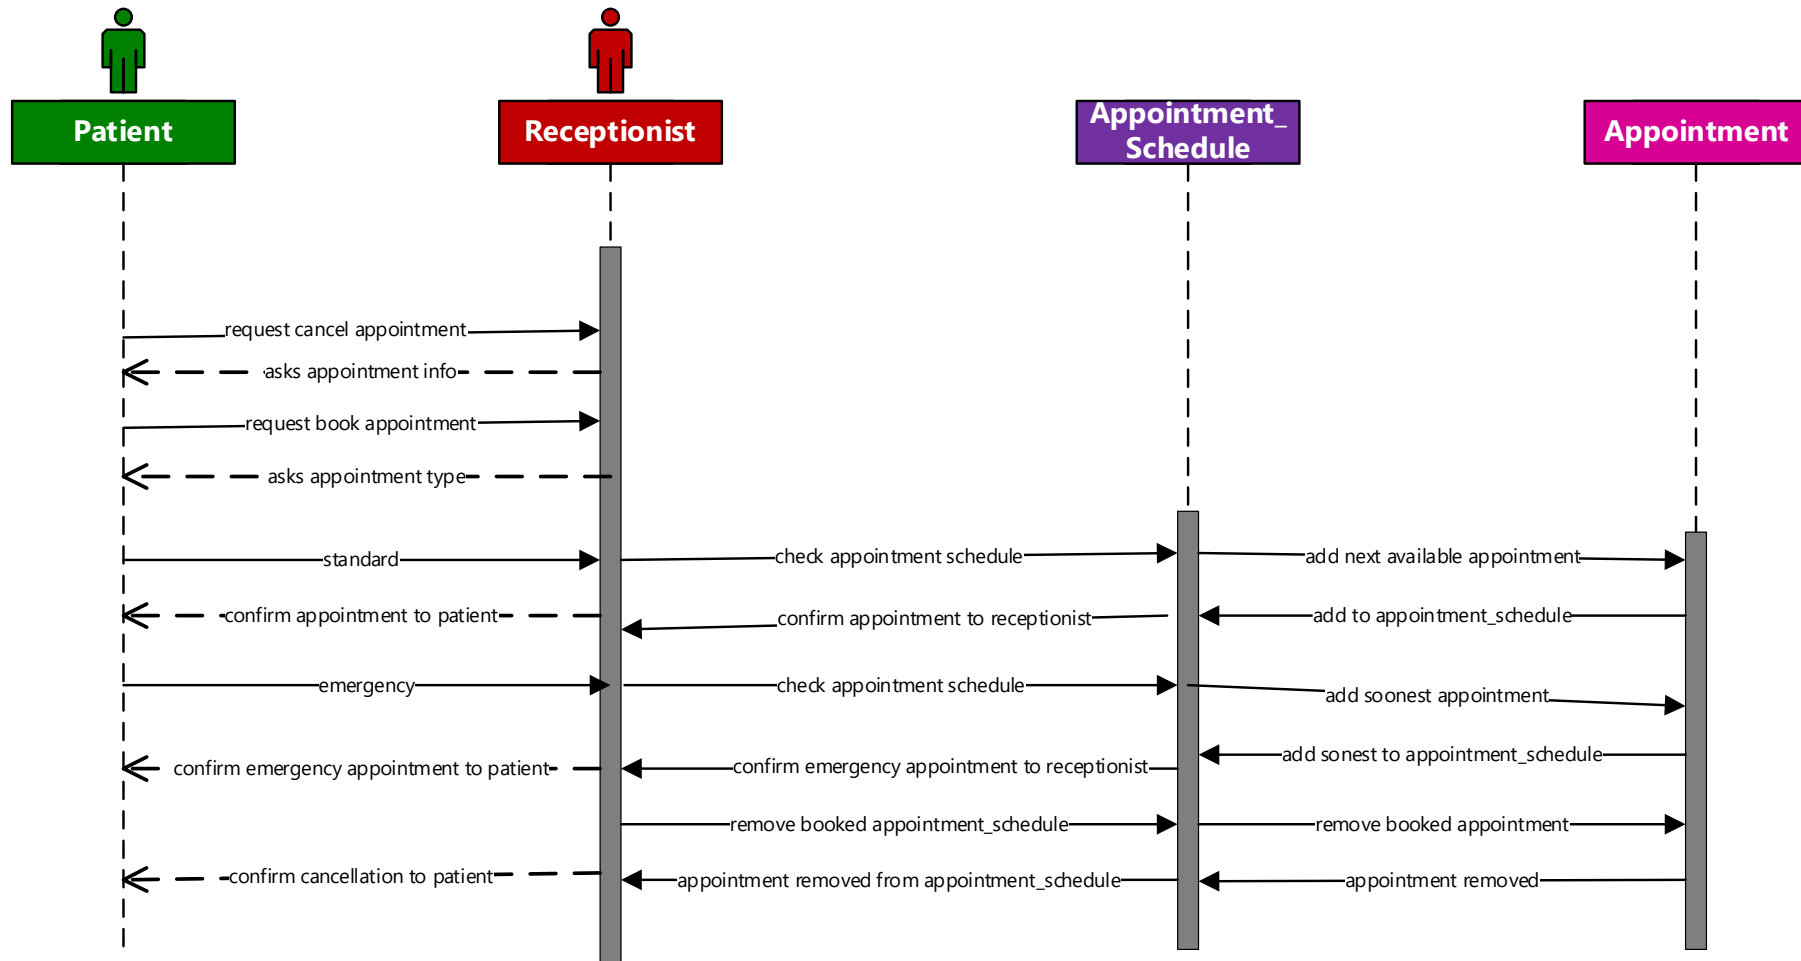 Patient
Receptionist
Appointment_
Schedule
Appointment
request cancel appointment
asks appointment info
request book appointment
asks appointment type
standard
check appointment schedule
add next available appointment
confirm appointment to patient
confirm appointment to receptionist
add to appointment_schedule
emergency
check appointment schedule
add soonest appointment
confirm emergency appointment to patient
confirm emergency appointment to receptionist
add sonest to appointment_schedule
remove booked appointment_schedule
remove booked appointment
confirm cancellation to patient
appointment removed from appointment_schedule
appointment removed